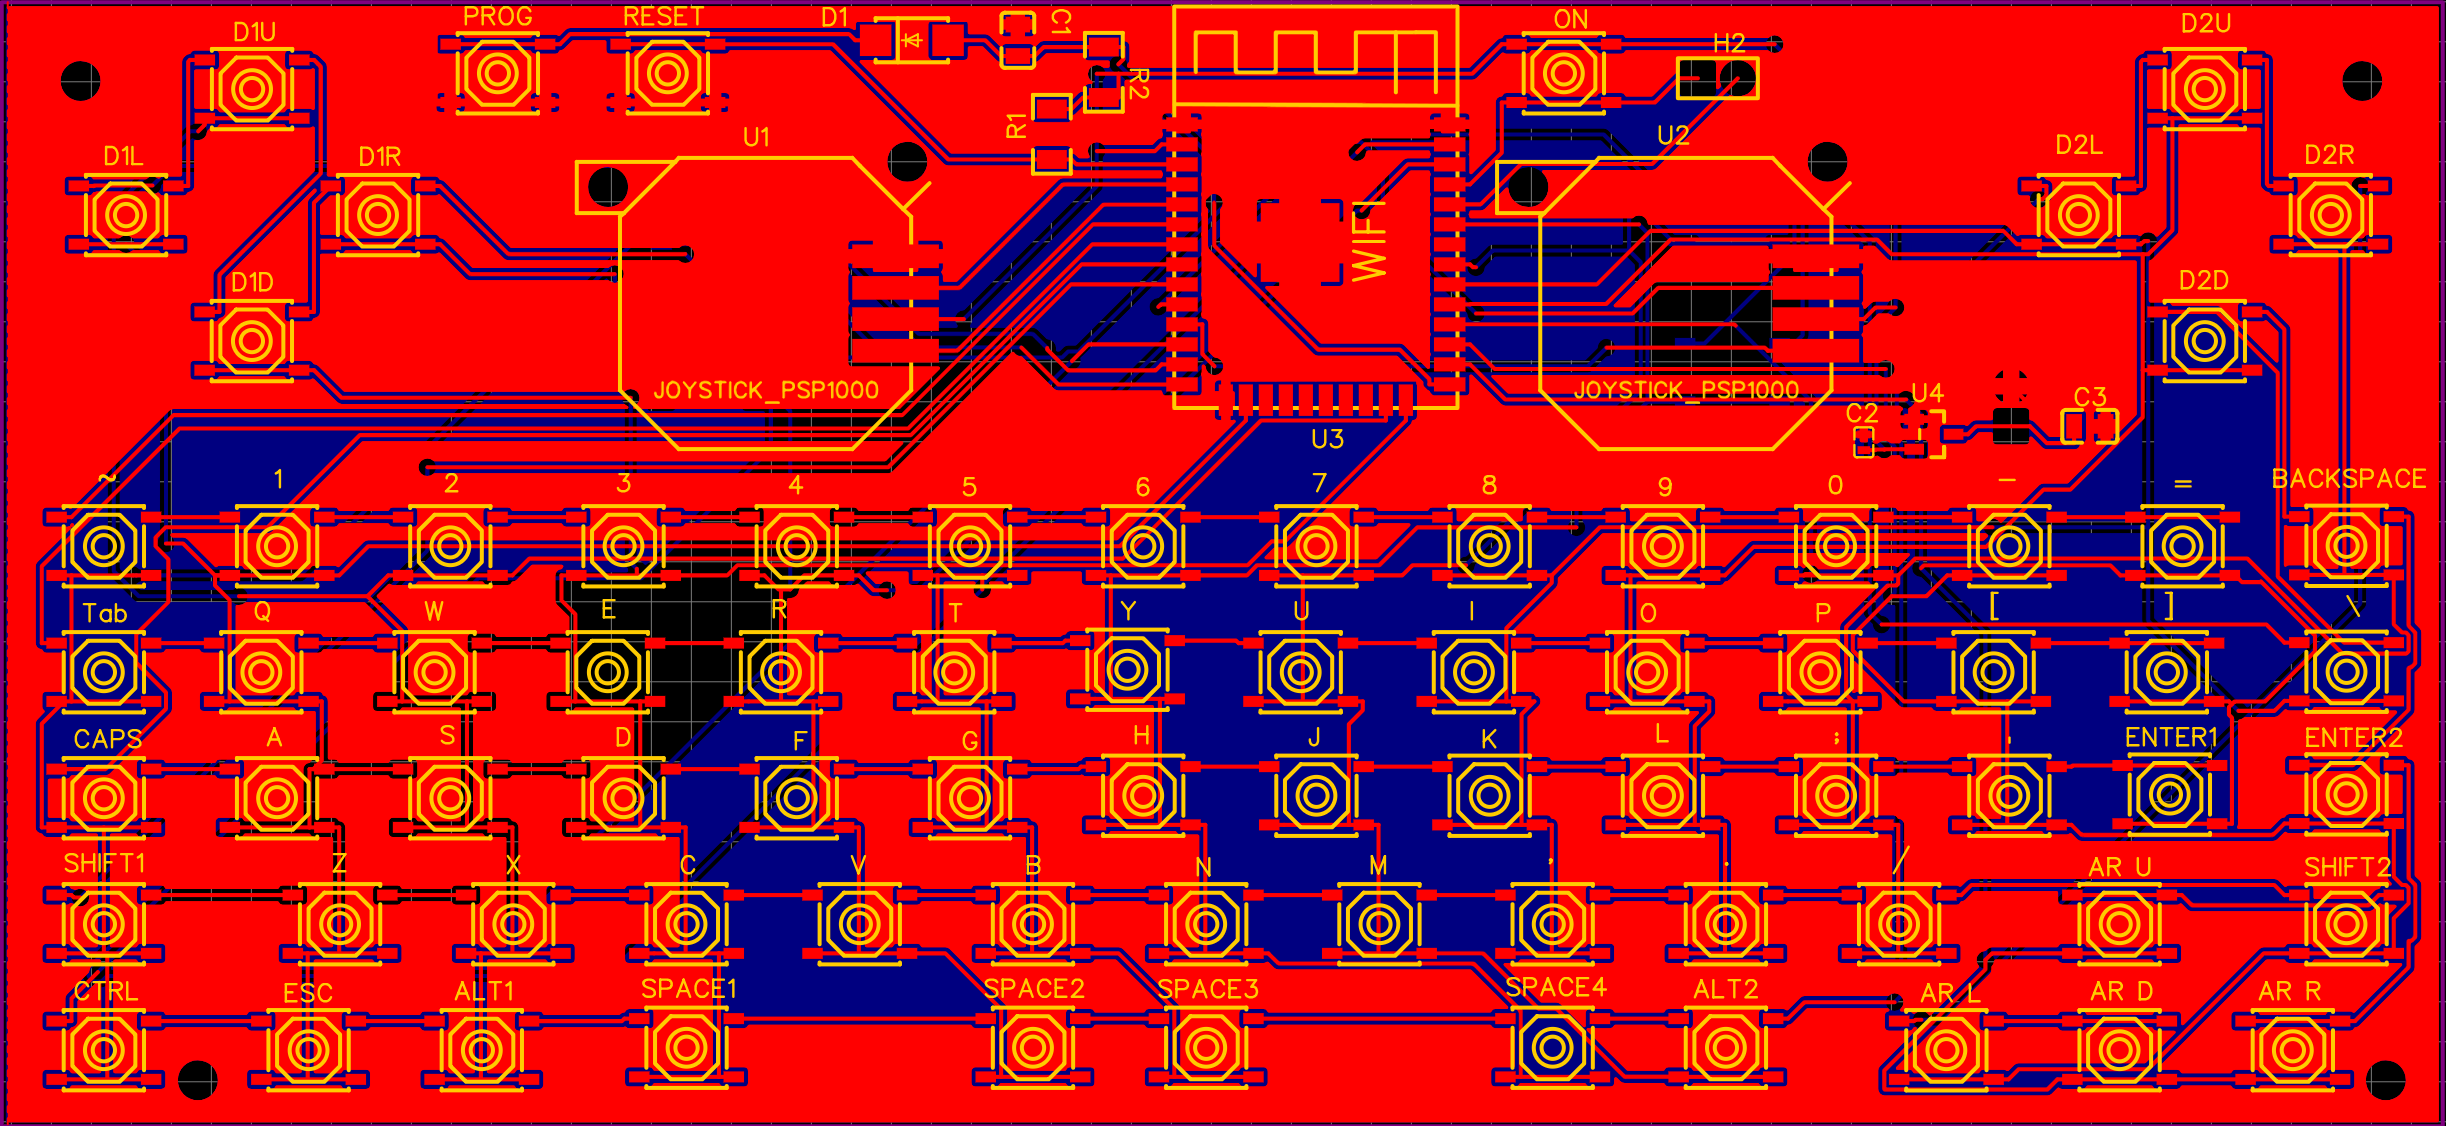 PROG RESET D1 C1 ON
D1U H2 D2U
R2
R1
U1 U2
D1L D1R D2L D2R
WIFI
D1D D2D
JOYSTICK_PSP1000 JOYSTICK_PSP1000 U4
C2 C3
U3
~ 1 2 3 4 5 6 7 8 9 0 - = BACKSPACE
Tab Q W E R T Y U I O P [ ] \
CAPS A S D F G H J K L ; ' ENTER1 ENTER2
SHIFT1 Z X C V B N M , . / AR U SHIFT2
CTRL ESC ALT1 SPACE1 SPACE2 SPACE3 SPACE4 ALT2 AR L AR D AR R